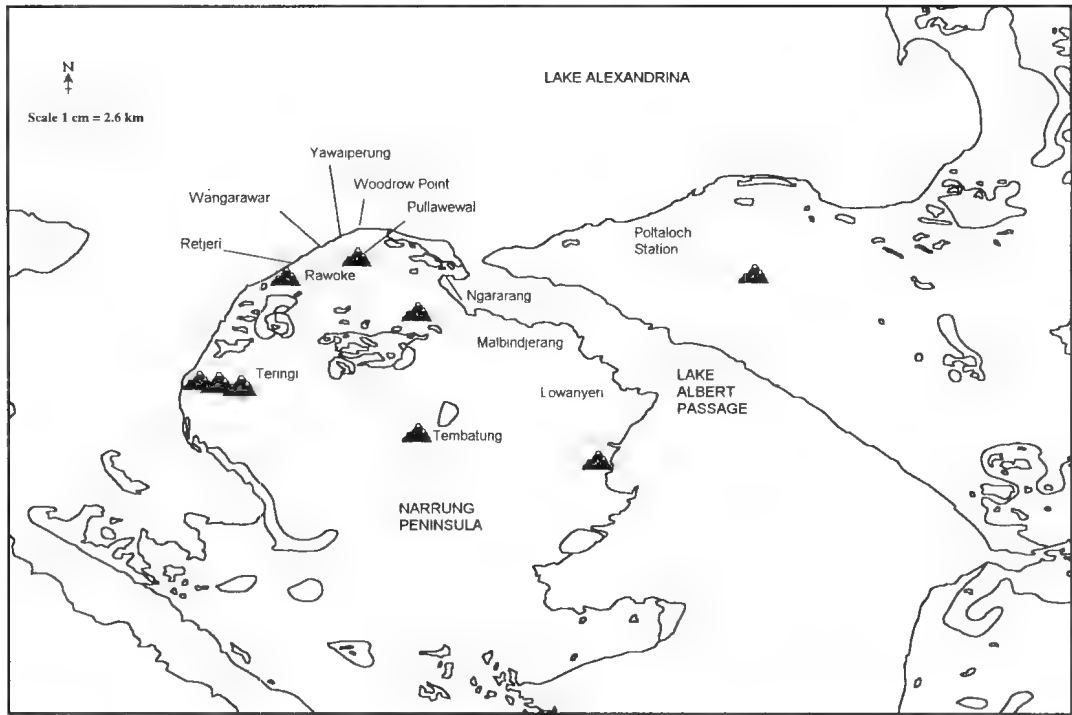 N
LAKE ALEXANDRINA
Scale 1 cm = 2.6 km
Yawaiperung
Woodrow Point
Wangarawar
Pullawewal
Retjeri
Poltaloch
Station
Rawoke
Ngararang
Malbindjerang
Teringi
LAKE
ALBERT
PASSAGE
Lowanyeri
Tembatung
NARRUNG
PENINSULA